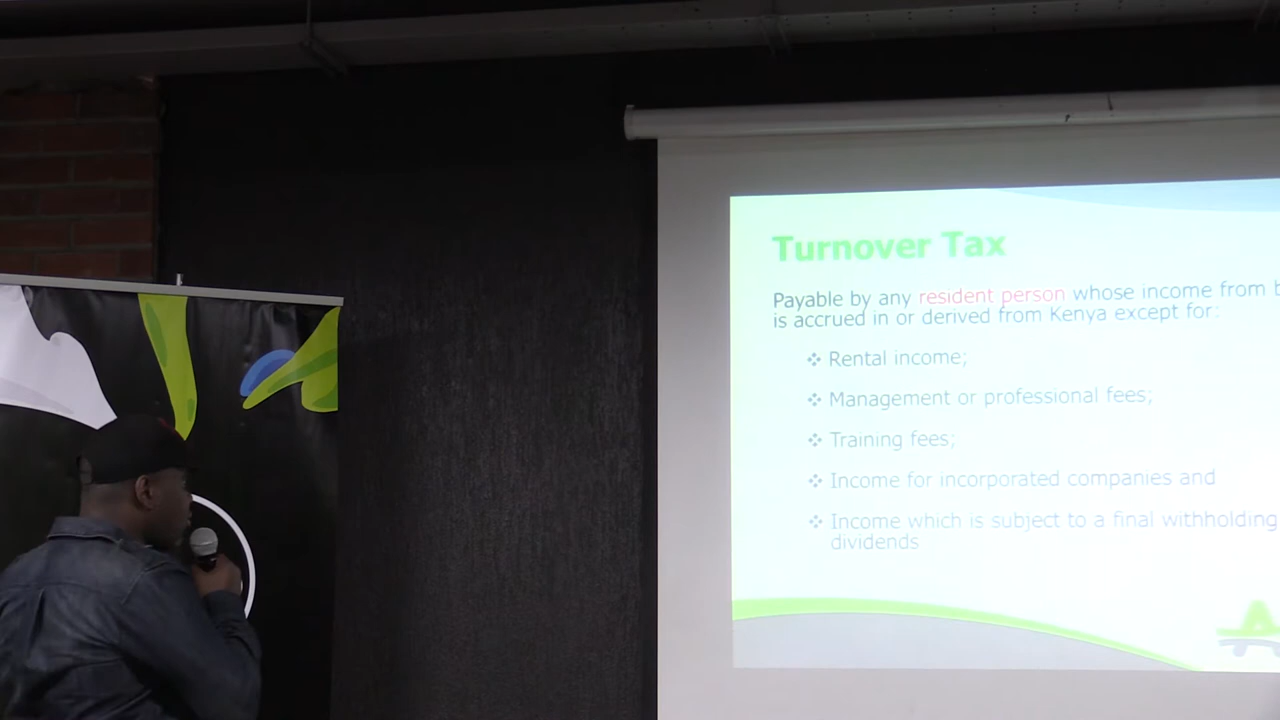 Turnover Tax
Payable by any resident person whose income from
is accrued in or derived from Kenya except for:
❖ Rental income;
❖ Management or professional fees;
❖ Training fees;
❖ Income for incorporated companies and
❖ Income which is subject to a final withholding
dividends